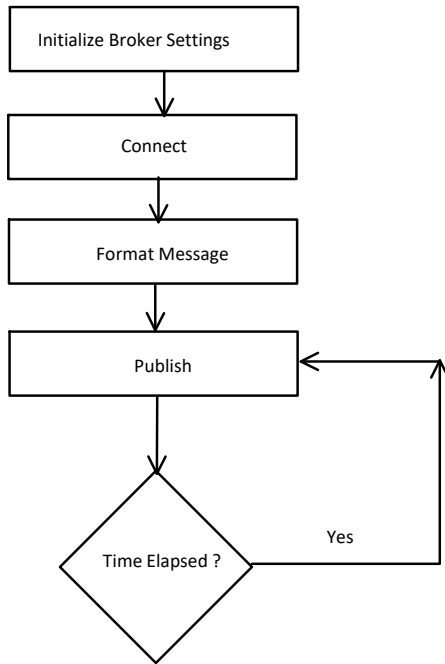 Initialize Broker Settings
Connect
Format Message
Publish
Time Elapsed ?
Yes